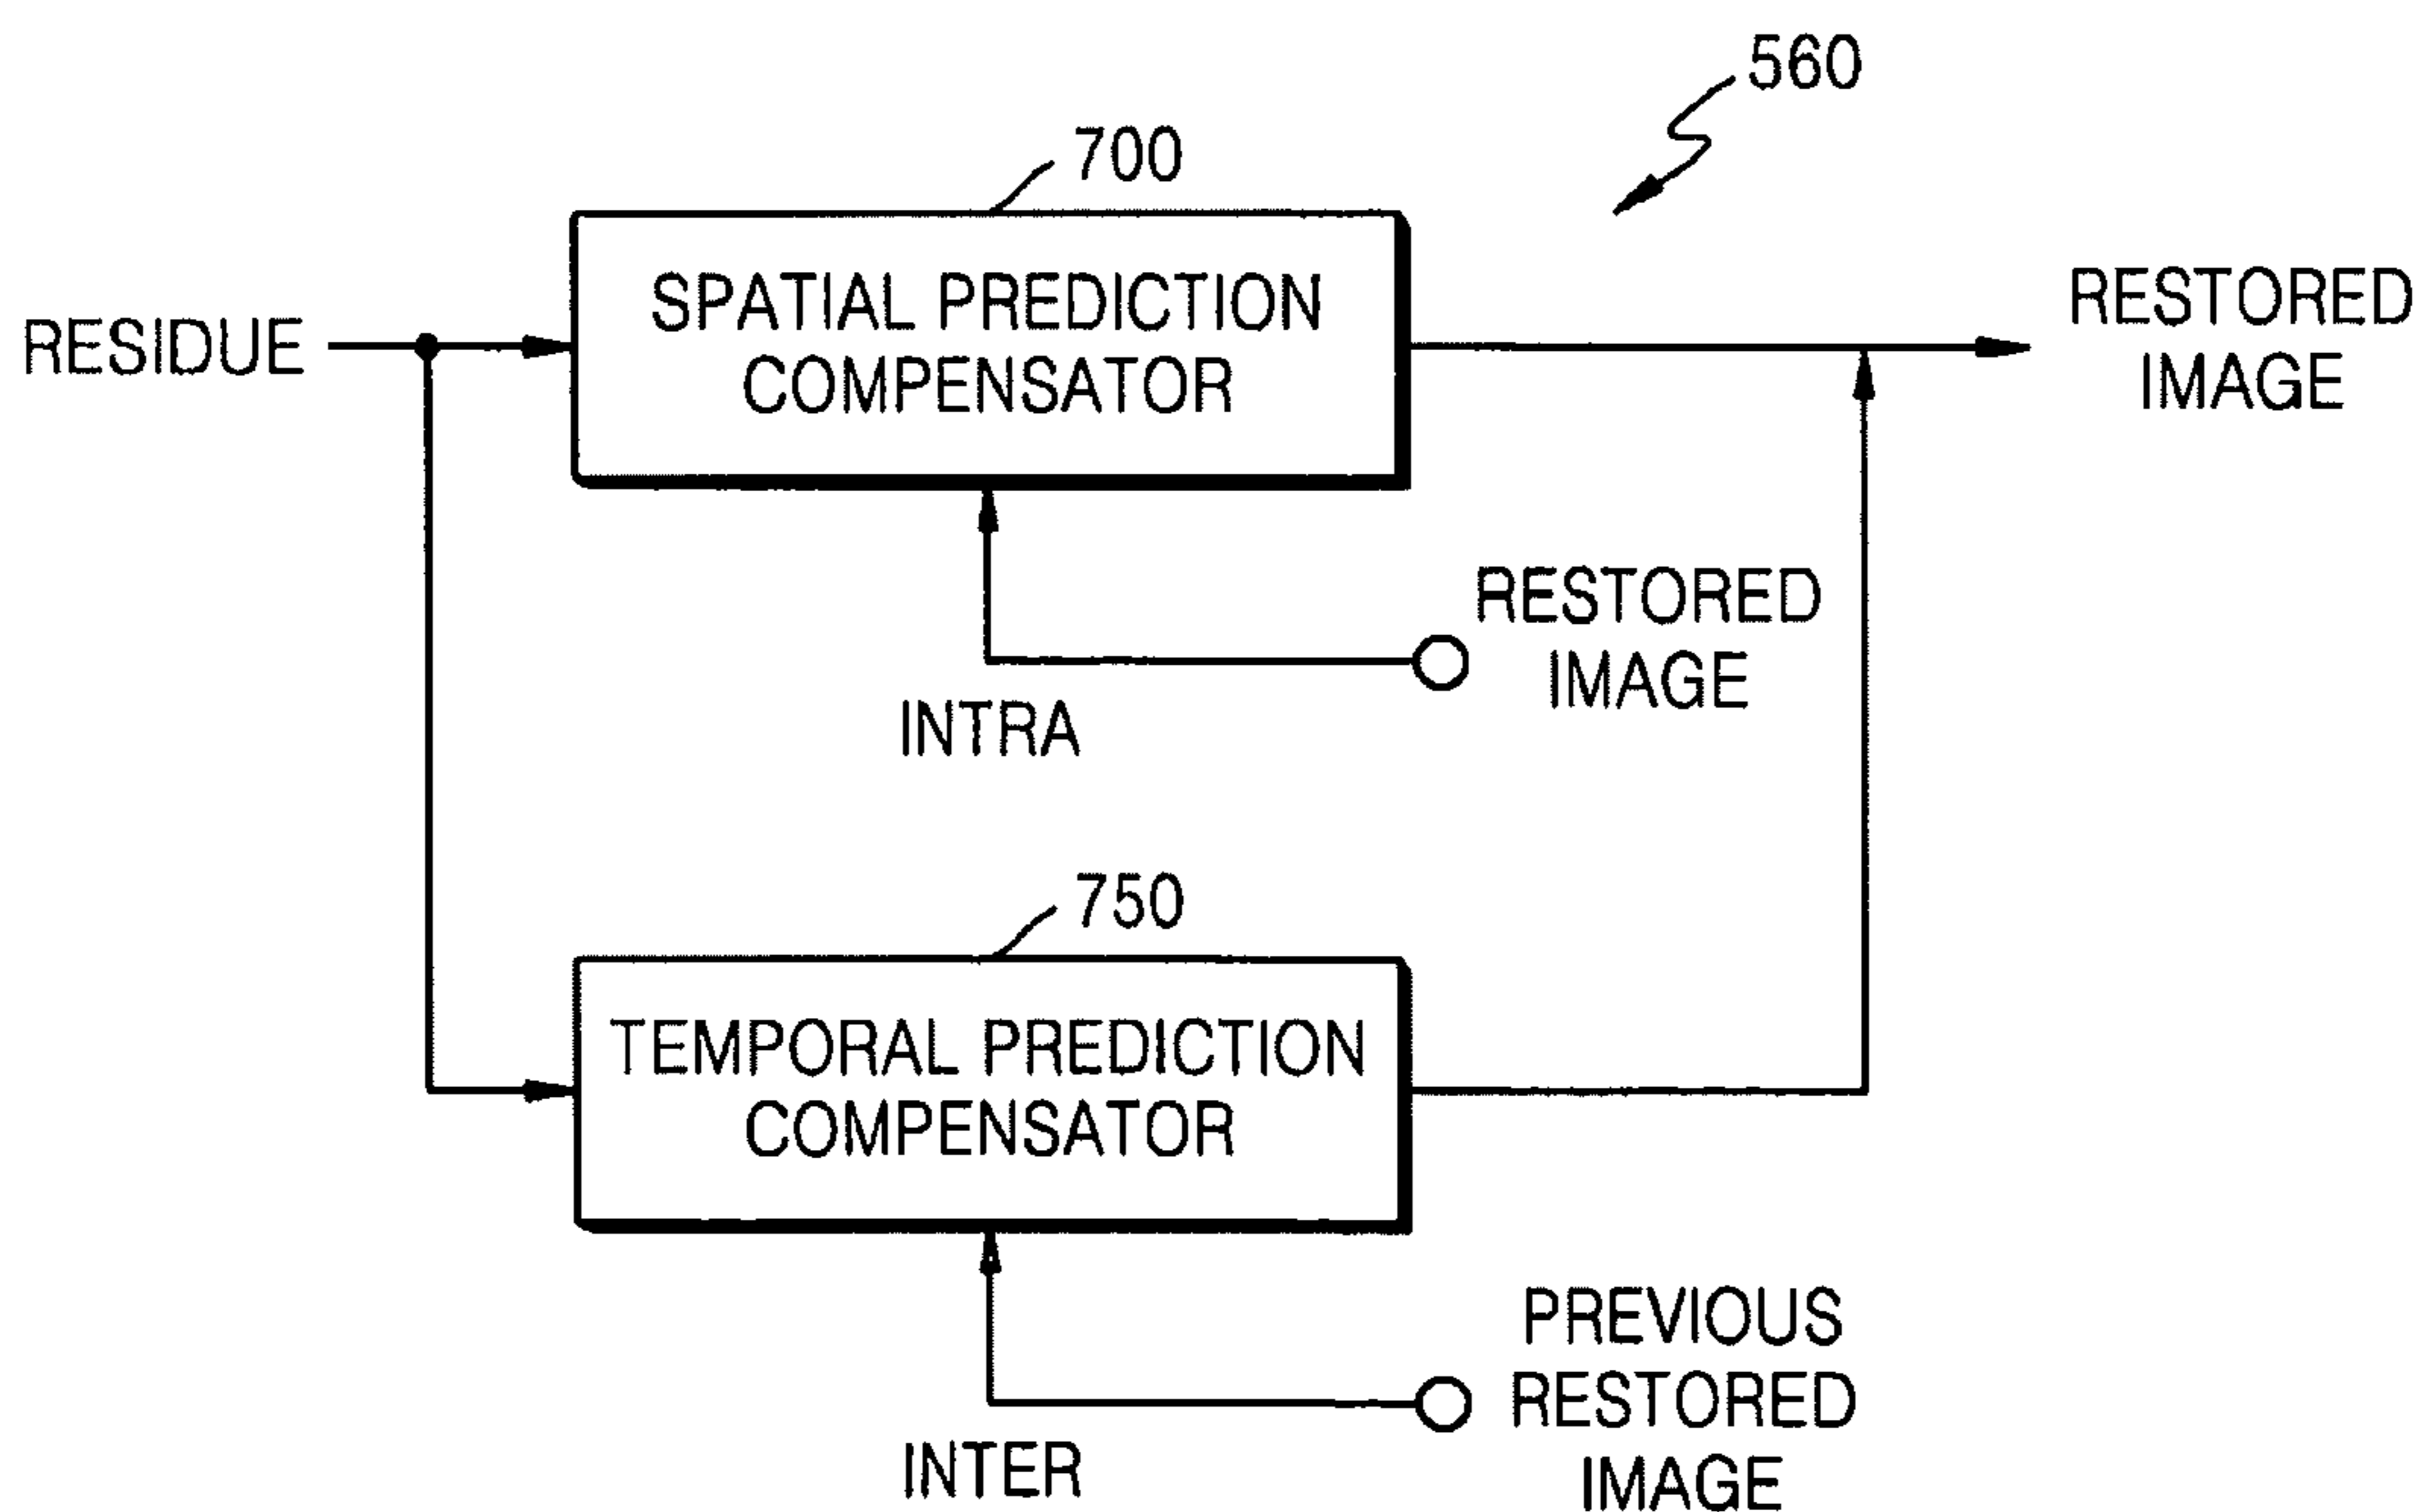 560
700
SPATIAL PREDICTION
COMPENSATOR
RESIDUE
RESTORED
IMAGE
RESTORED
IMAGE
INTRA
750
TEMPORAL PREDICTION
COMPENSATOR
PREVIOUS
RESTORED
IMAGE
INTER